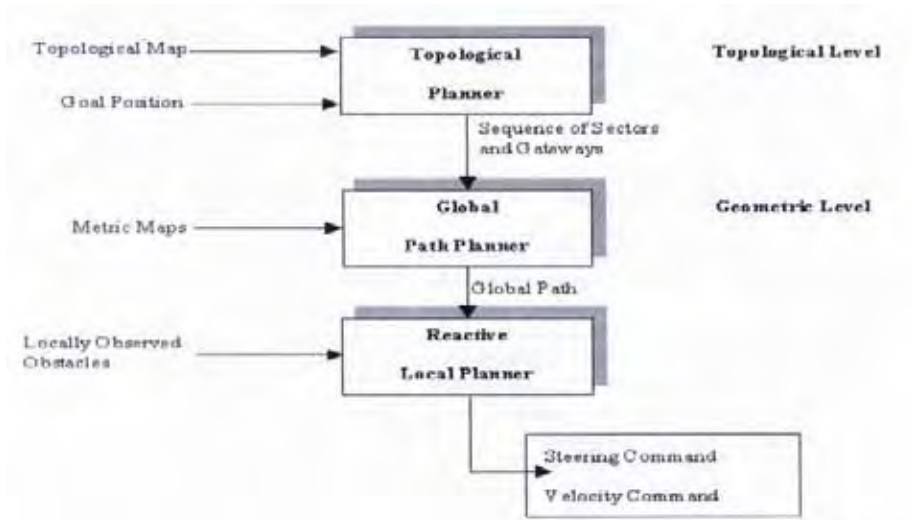 Topological Map
Goal Position
Topological
Planner
Topological Level
Sequence of Sectors
and Gateways
Metric Maps
Global
Path Planner
Geometric Level
Global Path
Locally Observed
Obstacles
Reactive
Local Planner
Steering Command
Velocity Command